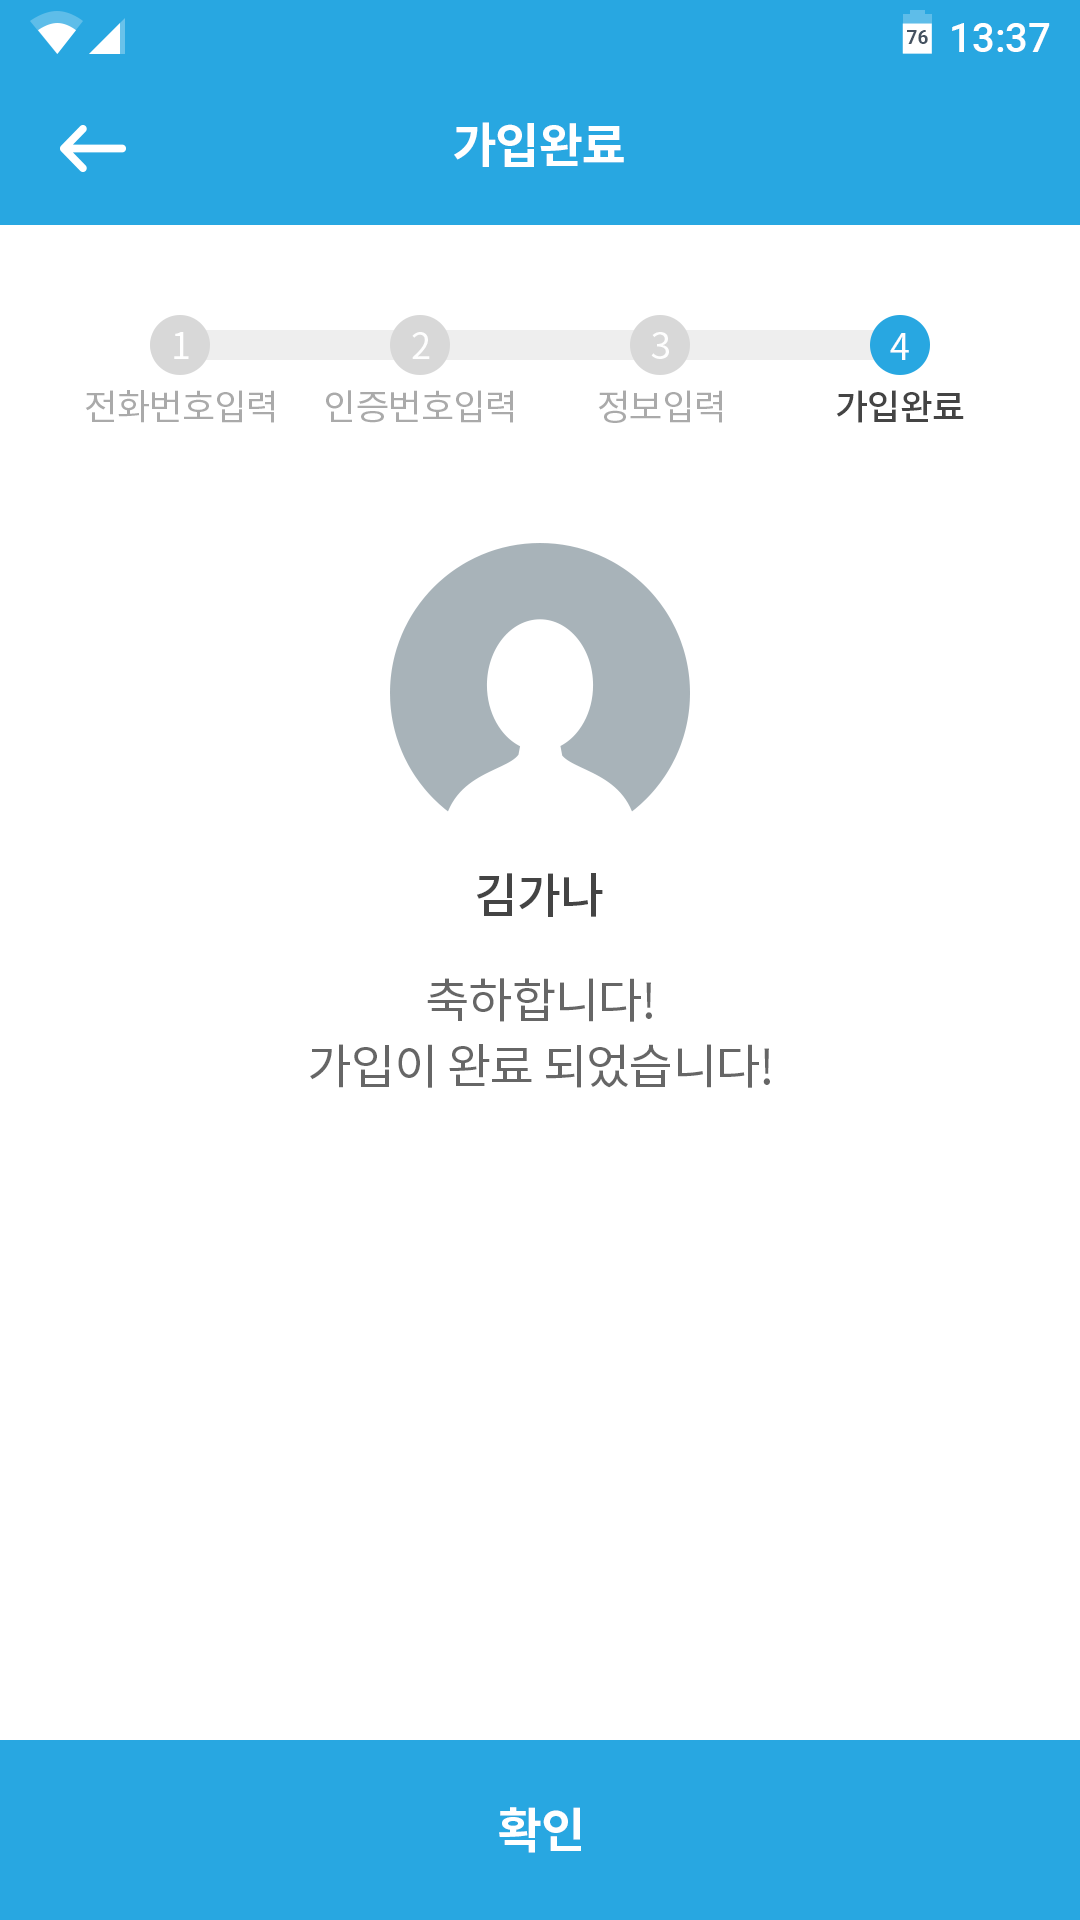 76 13:37
가입완료
1 2 3 4
전화번호입력 인증번호입력 정보입력 가입완료
김가나
축하합니다!
가입이 완료 되었습니다!
확인